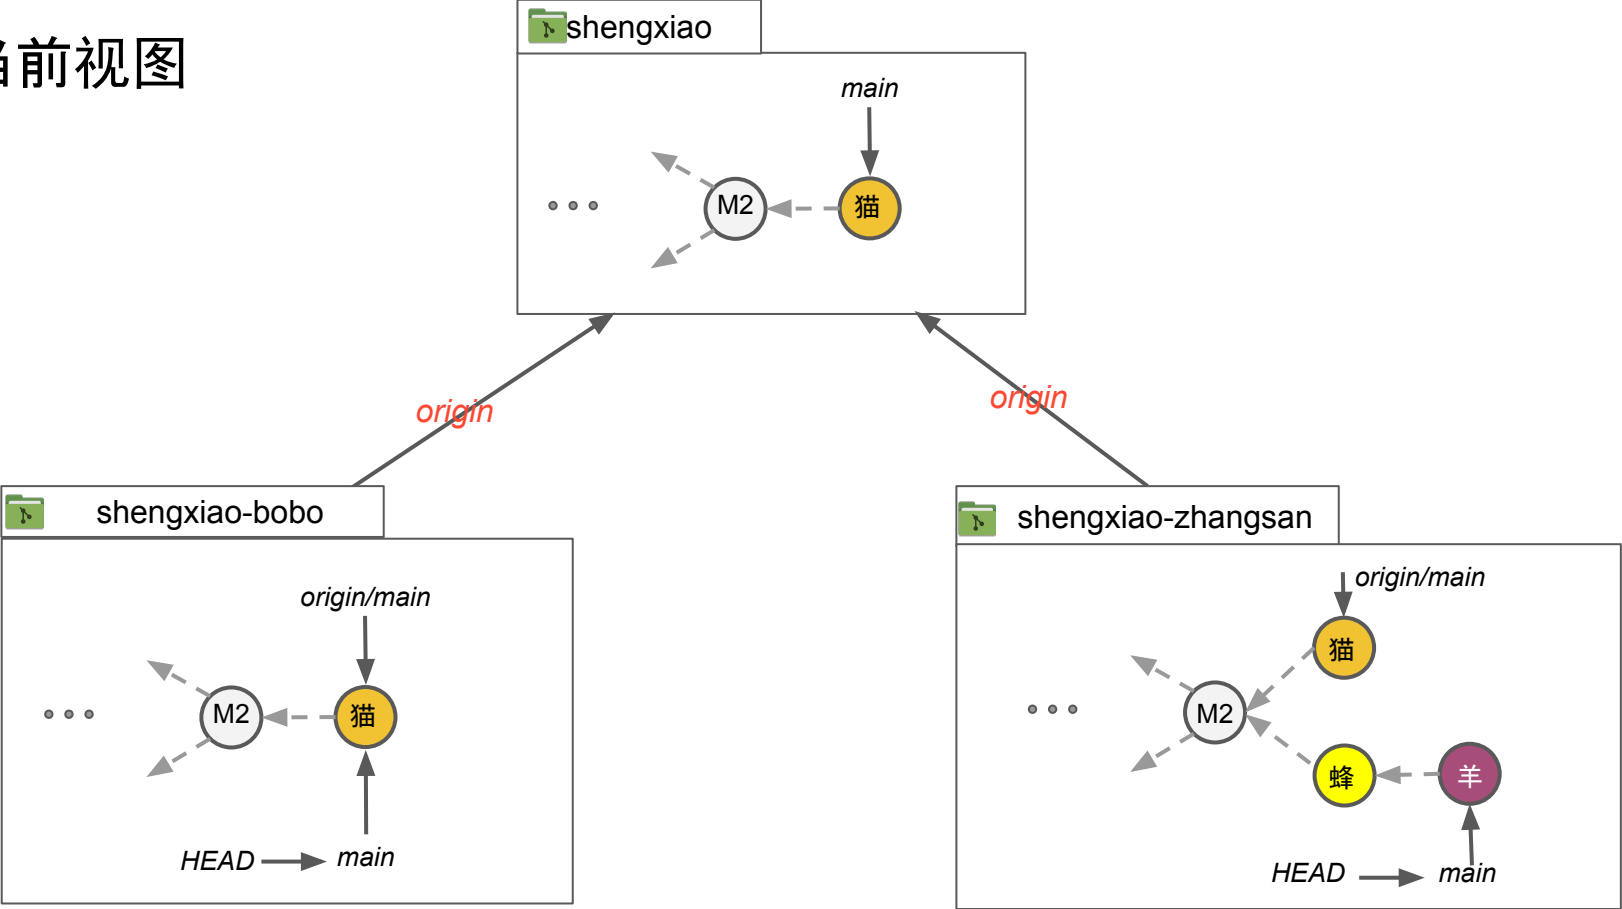 当前视图
shengxiao
main
M2
猫
origin
origin
shengxiao-bobo
origin/main
M2
猫
HEAD
main
shengxiao-zhangsan
origin/main
猫
M2
蜂
羊
HEAD
main